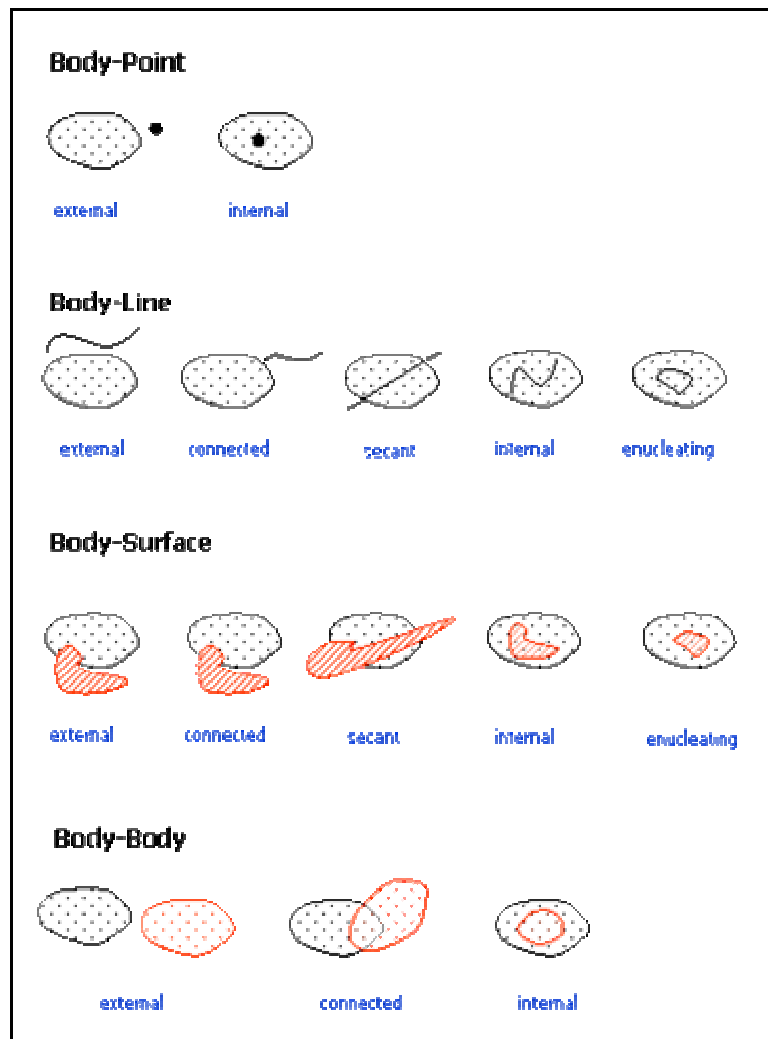 Body-Point
external internal
Body-Line
external connected secant internal enucleating
Body-Surface
external connected secant internal enucleating
Body-Body
external connected internal